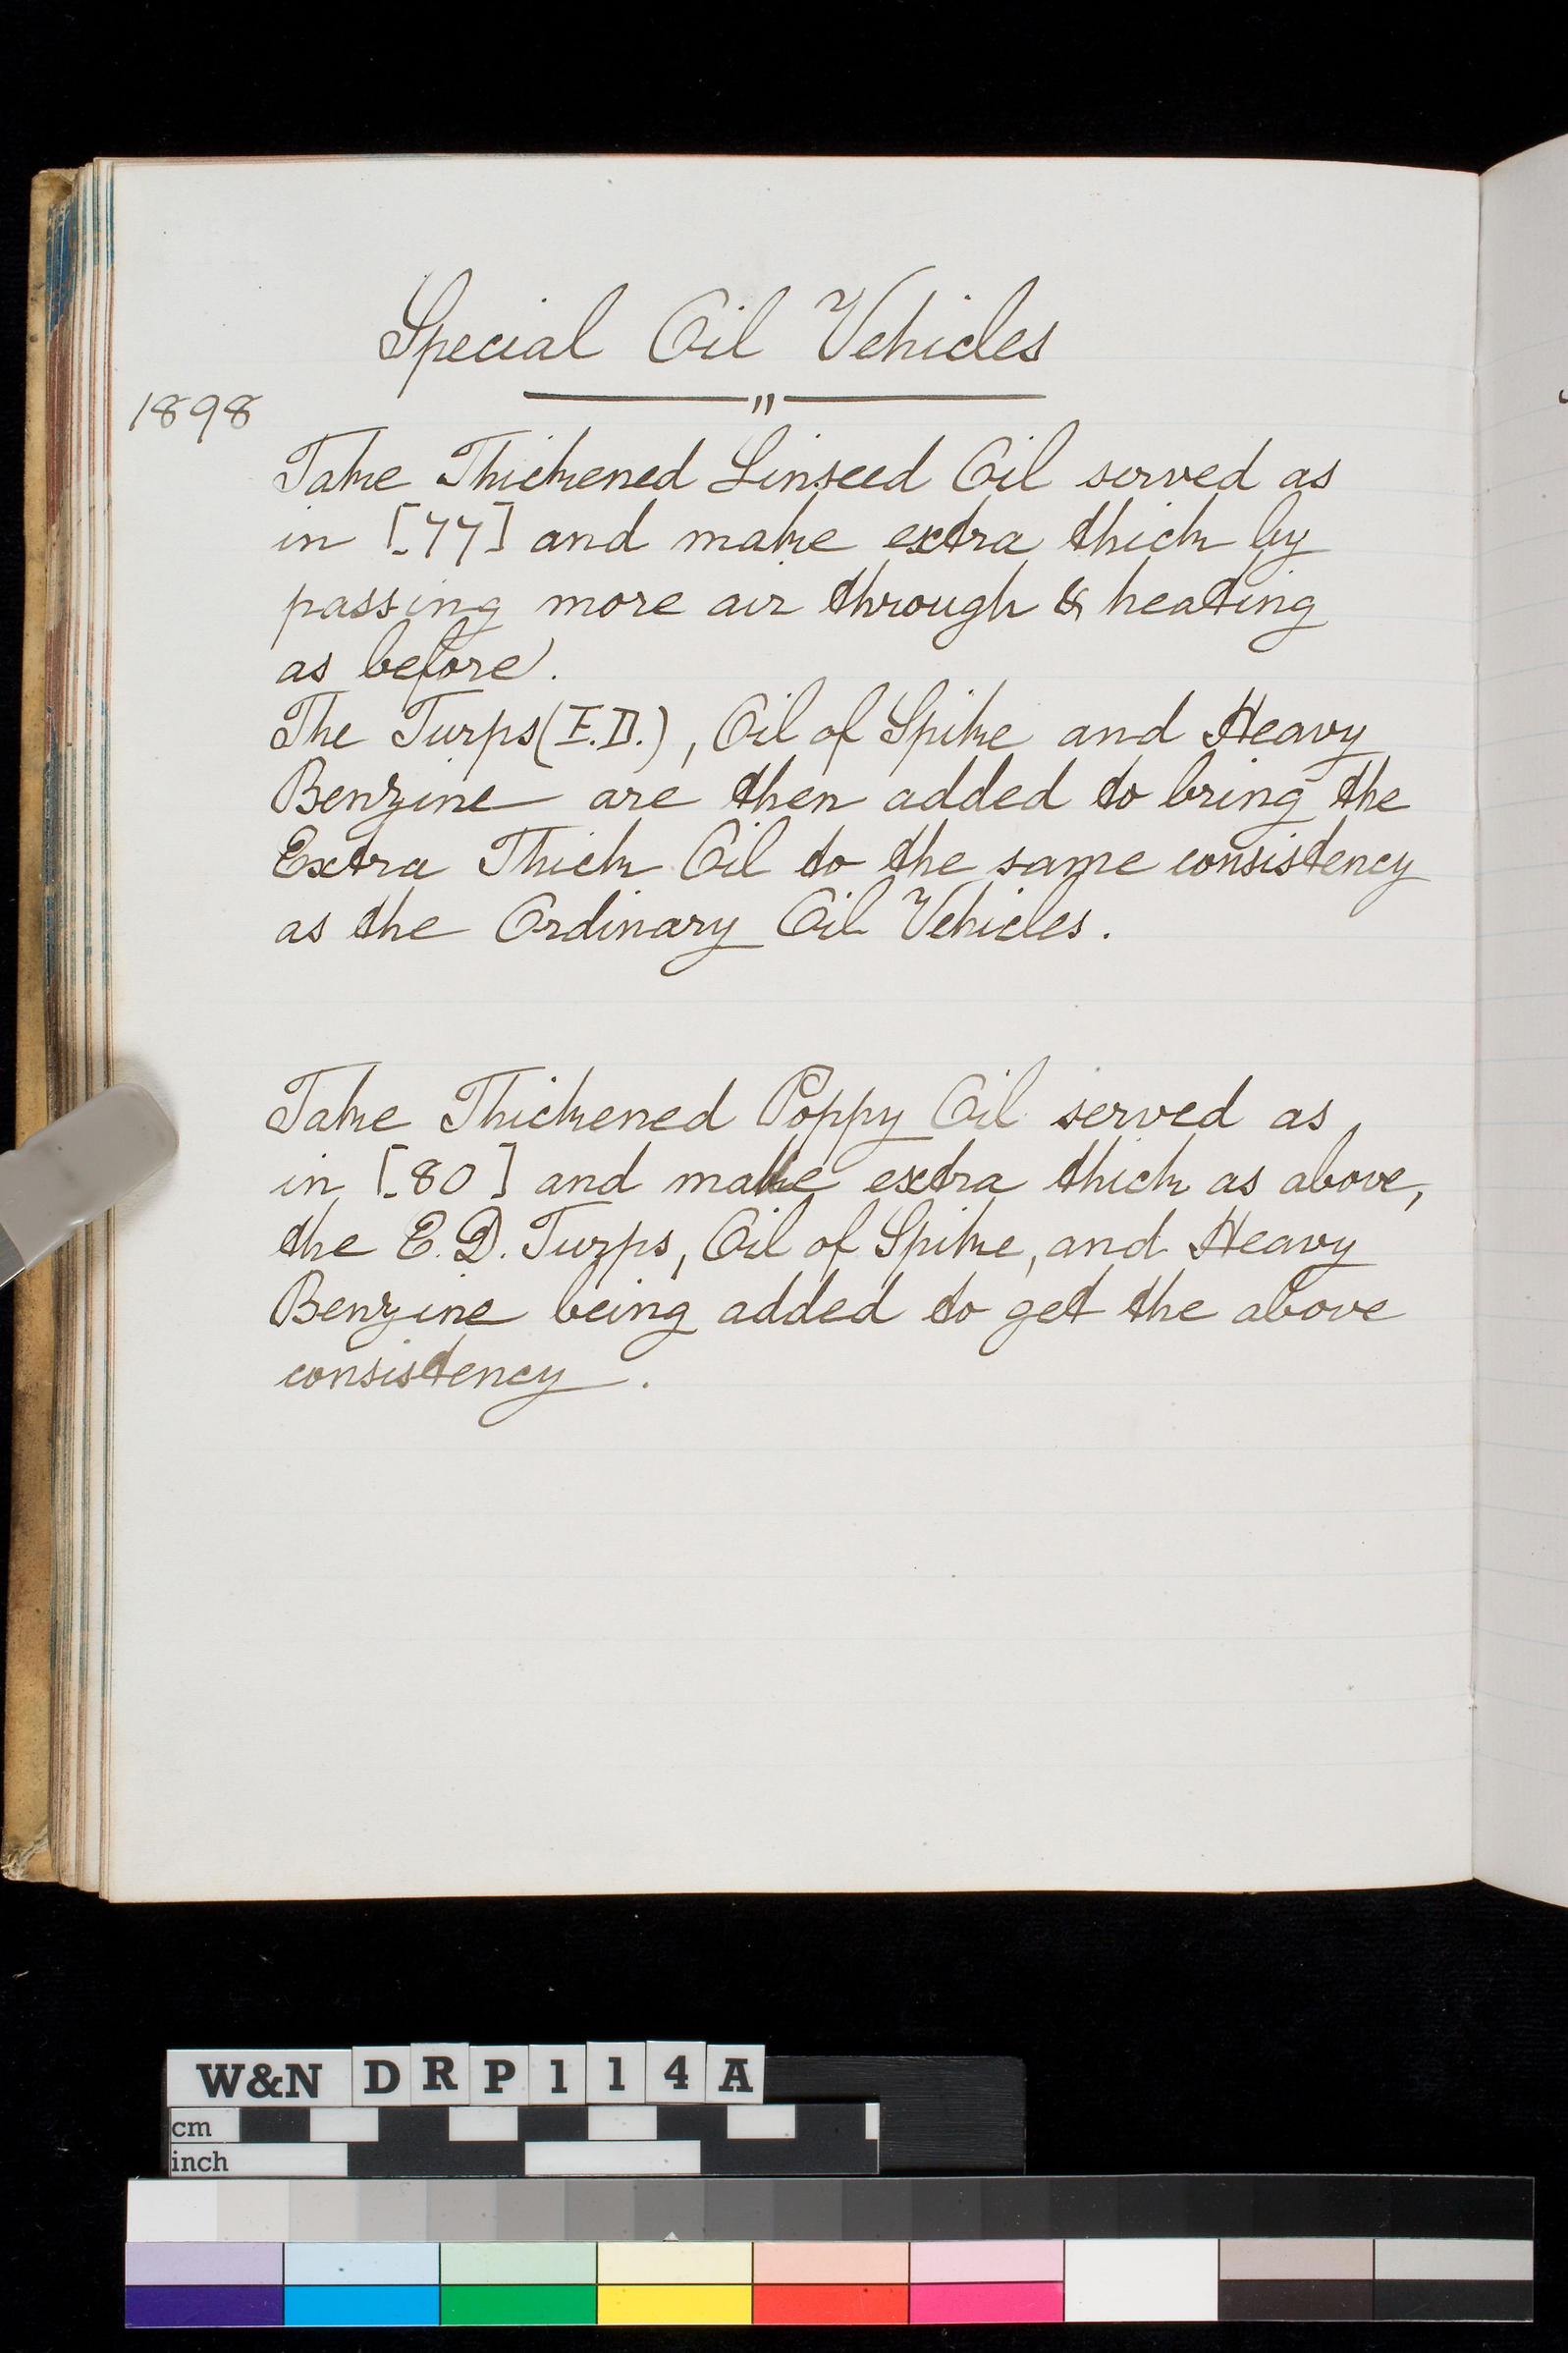 Special Oil Vehicles
"
1898
Take Thickened Linseed Oil served as
in [77] and make extra thick by
passing more air through & heating
as before.
The Turps (E.D.), Oil of Spike and Heavy
Benzine are then added to bring the
Extra Thick Oil to the same consistency
as the Ordinary Oil Vehicles.
Take Thickened Poppy Oil served as
in [80] and make extra thick as above,
the E.D. Turps, Oil of Spike, and Heavy
Benzine being added to get the above
consistency.
W&N DRP114A
cm
inch